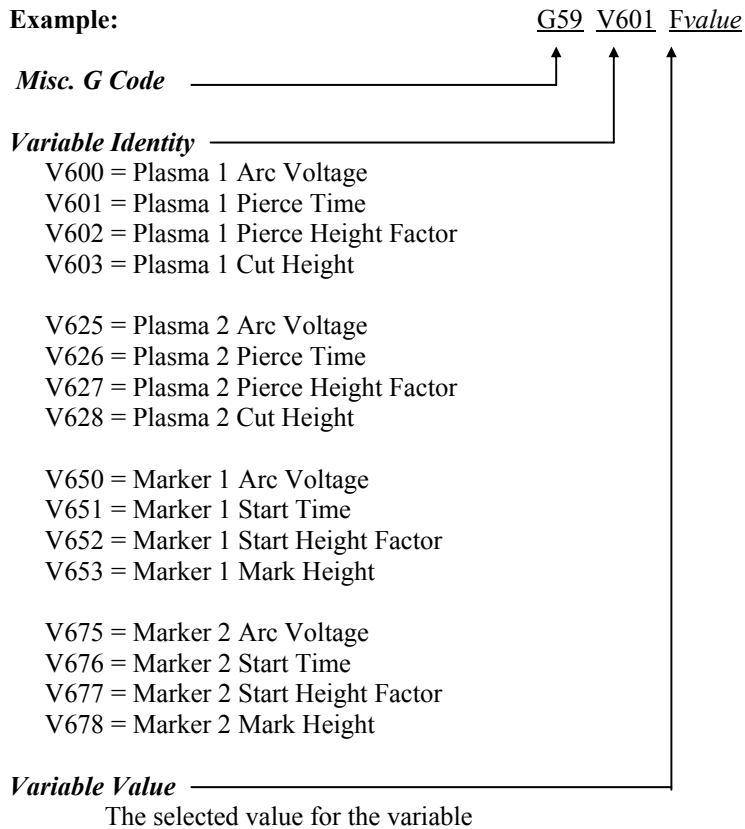 Example: G59 V601 Fvalue
Misc. G Code
Variable Identity
V600 = Plasma 1 Arc Voltage
V601 = Plasma 1 Pierce Time
V602 = Plasma 1 Pierce Height Factor
V603 = Plasma 1 Cut Height
V625 = Plasma 2 Arc Voltage
V626 = Plasma 2 Pierce Time
V627 = Plasma 2 Pierce Height Factor
V628 = Plasma 2 Cut Height
V650 = Marker 1 Arc Voltage
V651 = Marker 1 Start Time
V652 = Marker 1 Start Height Factor
V653 = Marker 1 Mark Height
V675 = Marker 2 Arc Voltage
V676 = Marker 2 Start Time
V677 = Marker 2 Start Height Factor
V678 = Marker 2 Mark Height
Variable Value
The selected value for the variable